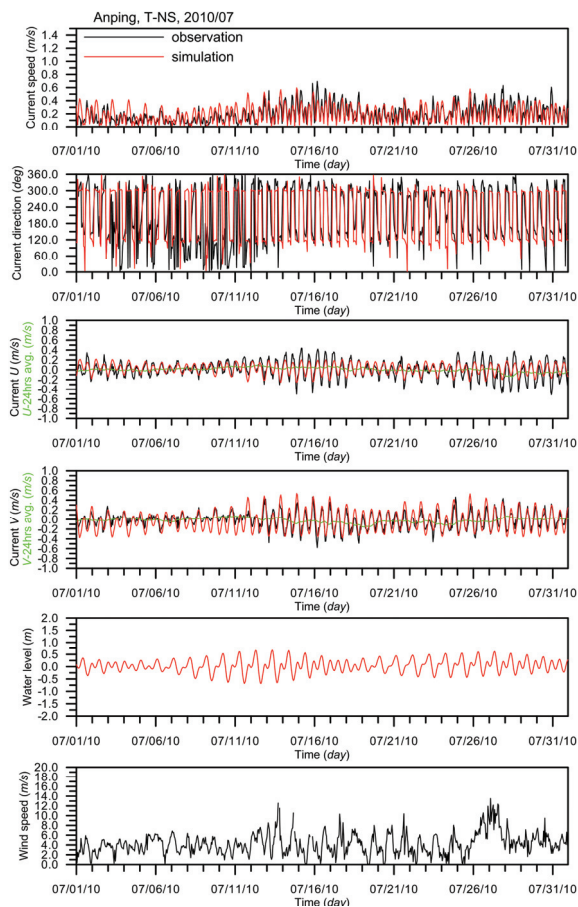 Anping, T-NS, 2010/07
observation
simulation
Current speed (m/s)
1.4
1.2
1.0
0.8
0.6
0.4
0.2
0.0
07/01/10 07/06/10 07/11/10 07/16/10 07/21/10 07/26/10 07/31/10
Time (day)
Current direction (deg)
360.0
300.0
240.0
180.0
120.0
60.0
0.0
07/01/10 07/06/10 07/11/10 07/16/10 07/21/10 07/26/10 07/31/10
Time (day)
Current U (m/s)
U-24hrs avg. (m/s)
1.0
0.8
0.6
0.4
0.2
0.0
-0.2
-0.4
-0.6
-0.8
-1.0
07/01/10 07/06/10 07/11/10 07/16/10 07/21/10 07/26/10 07/31/10
Time (day)
Current V (m/s)
V-24hrs avg. (m/s)
1.0
0.8
0.6
0.4
0.2
0.0
-0.2
-0.4
-0.6
-0.8
-1.0
07/01/10 07/06/10 07/11/10 07/16/10 07/21/10 07/26/10 07/31/10
Time (day)
Water level (m)
2.0
1.5
1.0
0.5
0.0
-0.5
-1.0
-1.5
-2.0
07/01/10 07/06/10 07/11/10 07/16/10 07/21/10 07/26/10 07/31/10
Time (day)
Wind speed (m/s)
20.0
18.0
16.0
14.0
12.0
10.0
8.0
6.0
4.0
2.0
0.0
07/01/10 07/06/10 07/11/10 07/16/10 07/21/10 07/26/10 07/31/10
Time (day)